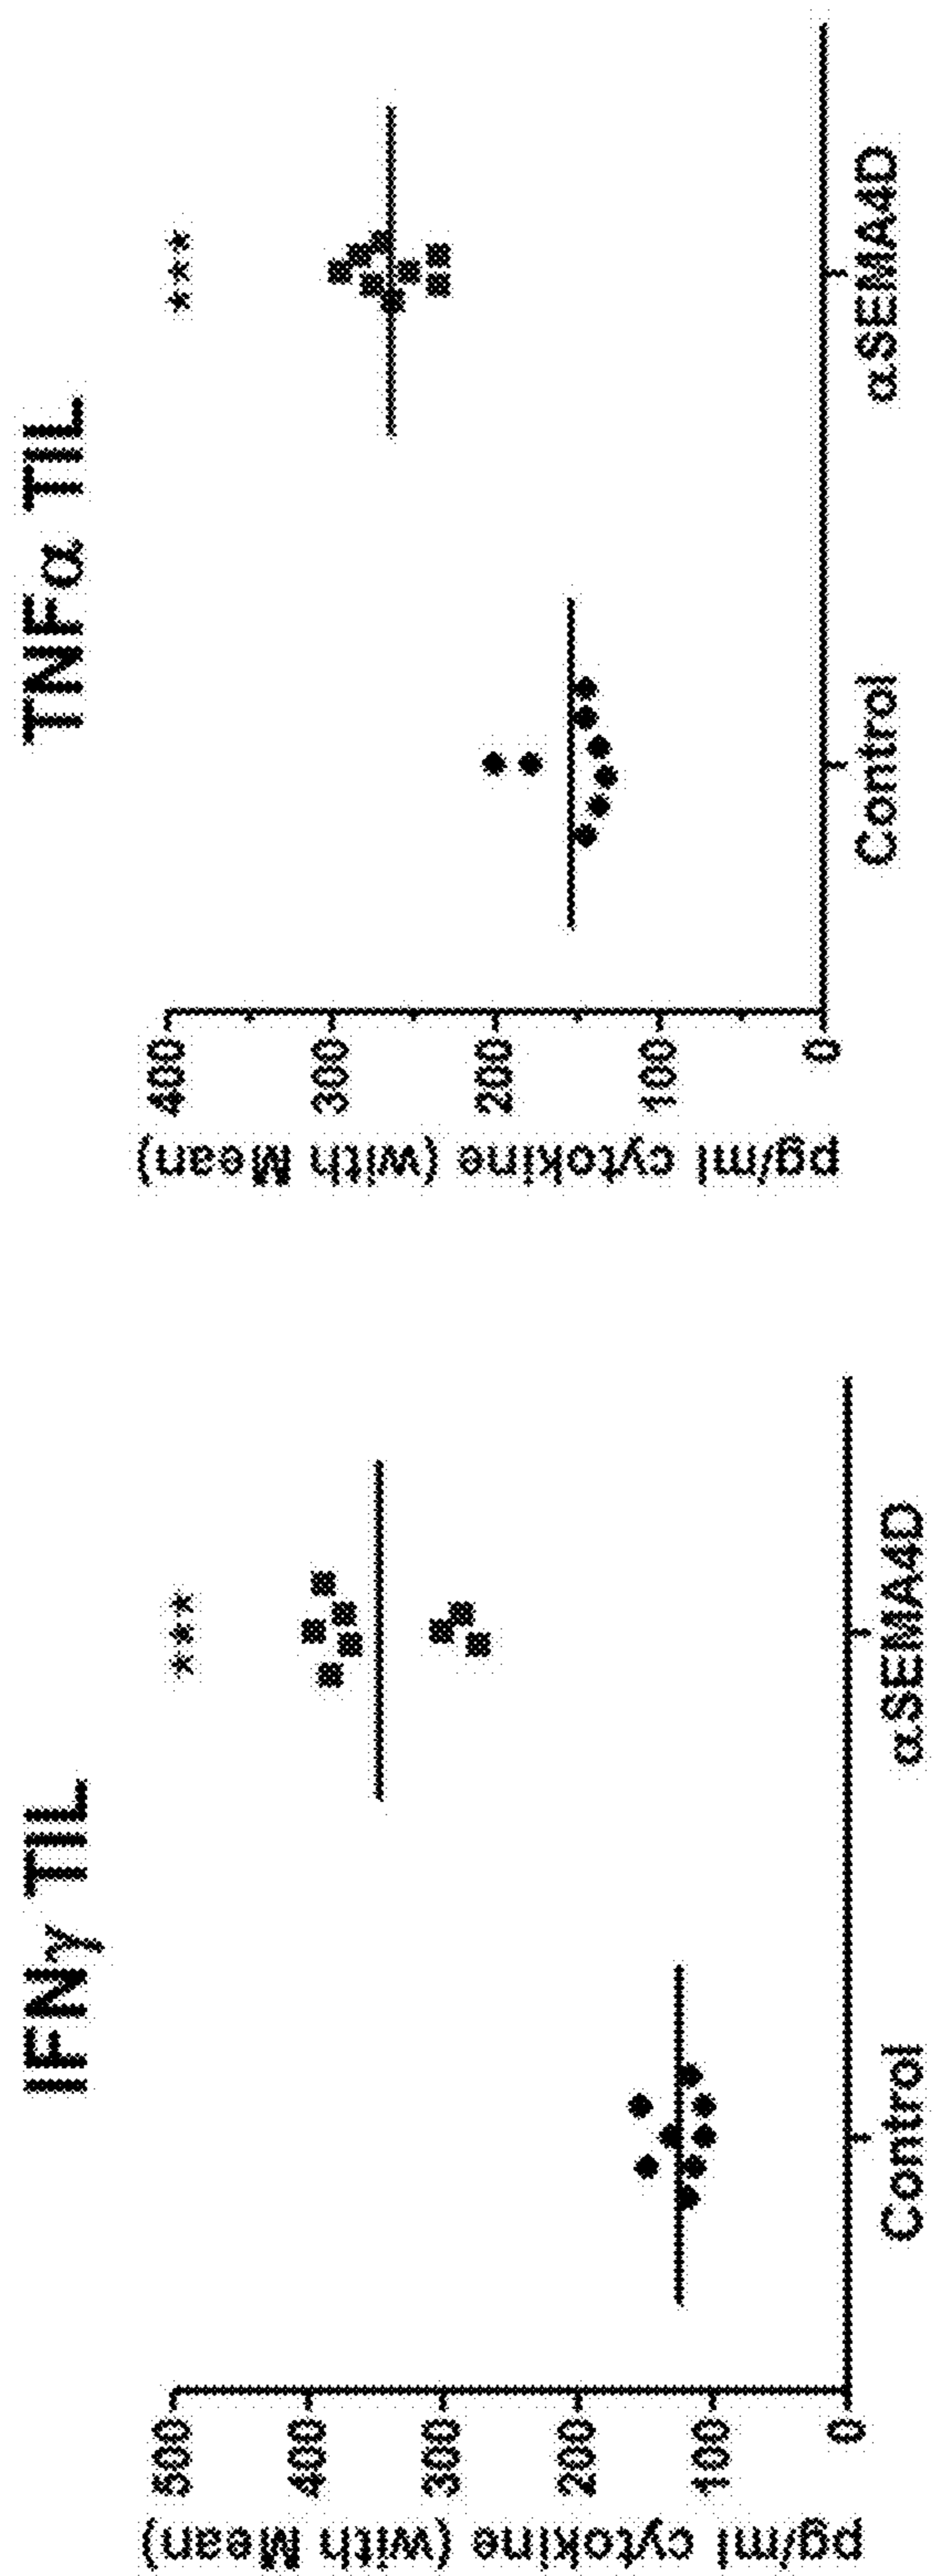 IFNγ TIL
pg/ml cytokine (with Mean)
500
400
300
200
100
0
***
Control
αSEMA4D
TNFα TIL
pg/ml cytokine (with Mean)
400
300
200
100
0
***
Control
αSEMA4D